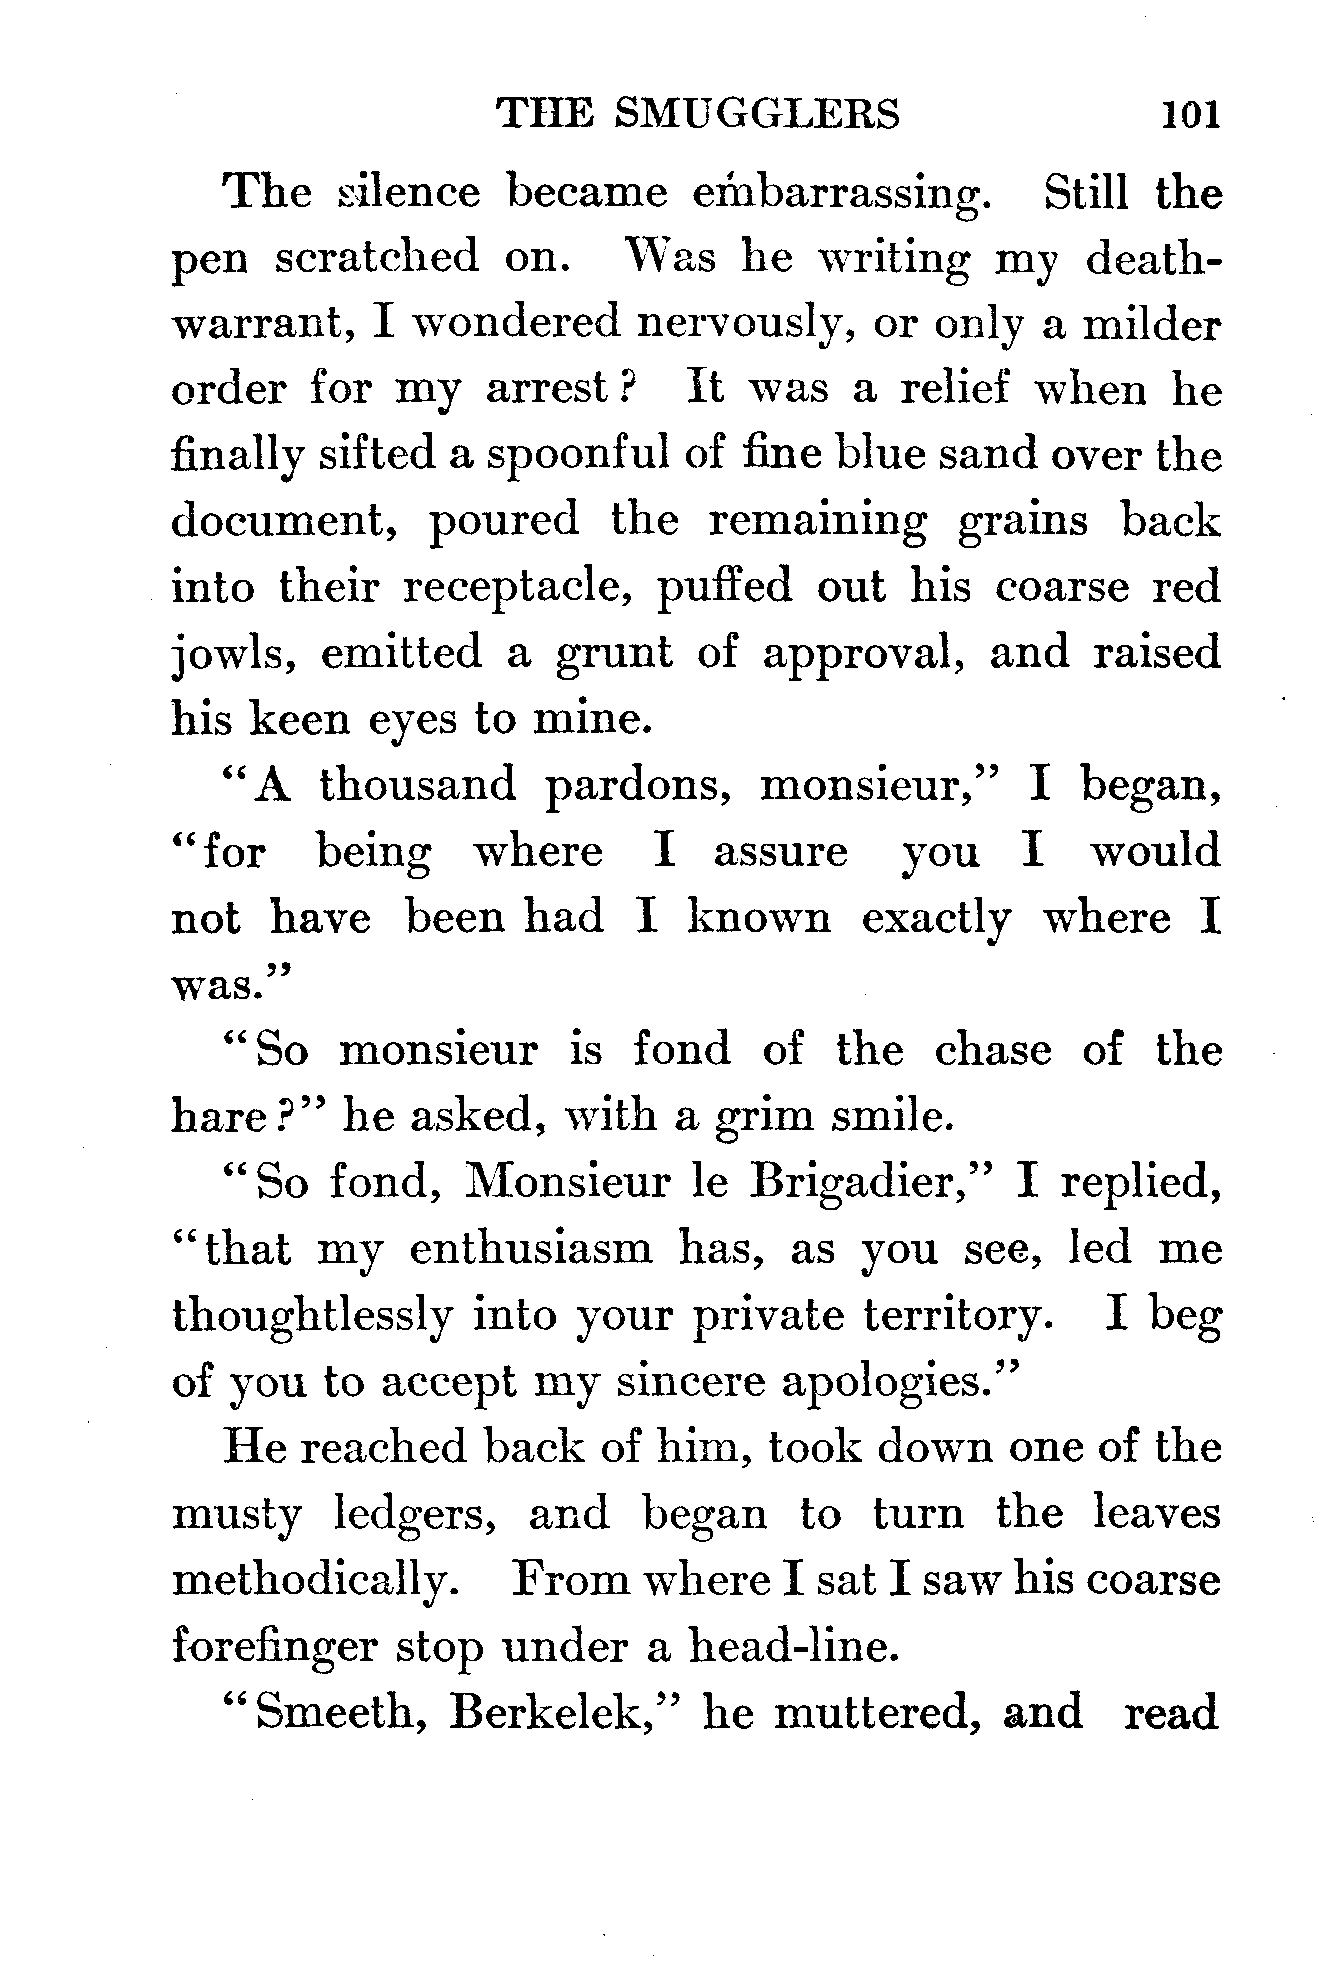 THE SMUGGLERS 101
The silence became embarrassing. Still the
pen scratched on. Was he writing my death-
warrant, I wondered nervously, or only a milder
order for my arrest? It was a relief when he
finally sifted a spoonful of fine blue sand over the
document, poured the remaining grains back
into their receptacle, puffed out his coarse red
jowls, emitted a grunt of approval, and raised
his keen eyes to mine.
“A thousand pardons, monsieur,” I began,
“for being where I assure you I would
not have been had I known exactly where I
was.”
“So monsieur is fond of the chase of the
hare?” he asked, with a grim smile.
“So fond, Monsieur le Brigadier,” I replied,
“that my enthusiasm has, as you see, led me
thoughtlessly into your private territory. I beg
of you to accept my sincere apologies.”
He reached back of him, took down one of the
musty ledgers, and began to turn the leaves
methodically. From where I sat I saw his coarse
forefinger stop under a head-line.
“Smeeth, Berkelek,” he muttered, and read